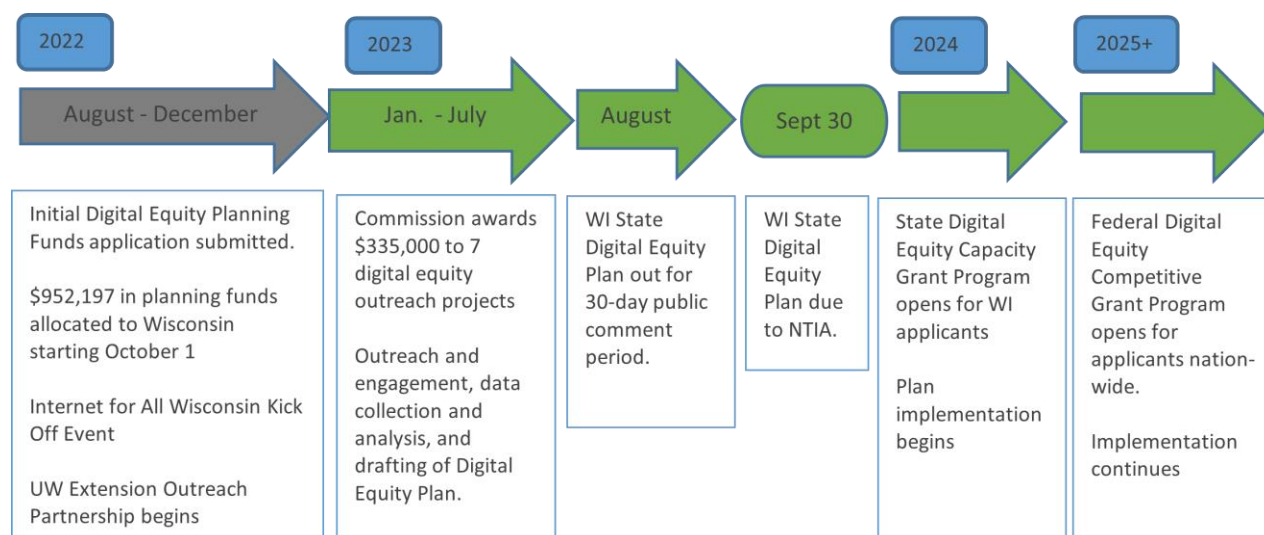 2022
2023
2024
2025+
August - December
Jan. - July
August
Sept 30
Initial Digital Equity Planning
Funds application submitted.
$952,197 in planning funds
allocated to Wisconsin
starting October 1
Internet for All Wisconsin Kick
Off Event
UW Extension Outreach
Partnership begins
Commission awards
$335,000 to 7
digital equity
outreach projects
Outreach and
engagement, data
collection and
analysis, and
drafting of Digital
Equity Plan.
WI State
Digital Equity
Plan out for
30-day public
comment
period.
WI State
Digital
Equity
Plan due
to NTIA.
State Digital
Equity Capacity
Grant Program
opens for WI
applicants
Plan
implementation
begins
Federal Digital
Equity
Competitive
Grant Program
opens for
applicants nation-
wide.
Implementation
continues